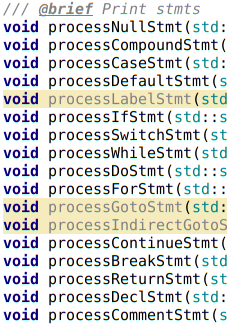 /// @brief Print stmts
void processNullStmt(std::
void processCompoundStmt(
void processCaseStmt(std:
void processDefaultStmt(s
void processLabelStmt(std
void processIfStmt(std::s
void processSwitchStmt(st
void processWhileStmt(std
void processDoStmt(std::s
void processForStmt(std::
void processGotoStmt(std:
void processIndirectGotoS
void processContinueStmt(
void processBreakStmt(std
void processReturnStmt(st
void processDeclStmt(std:
void processCommentStmt(s